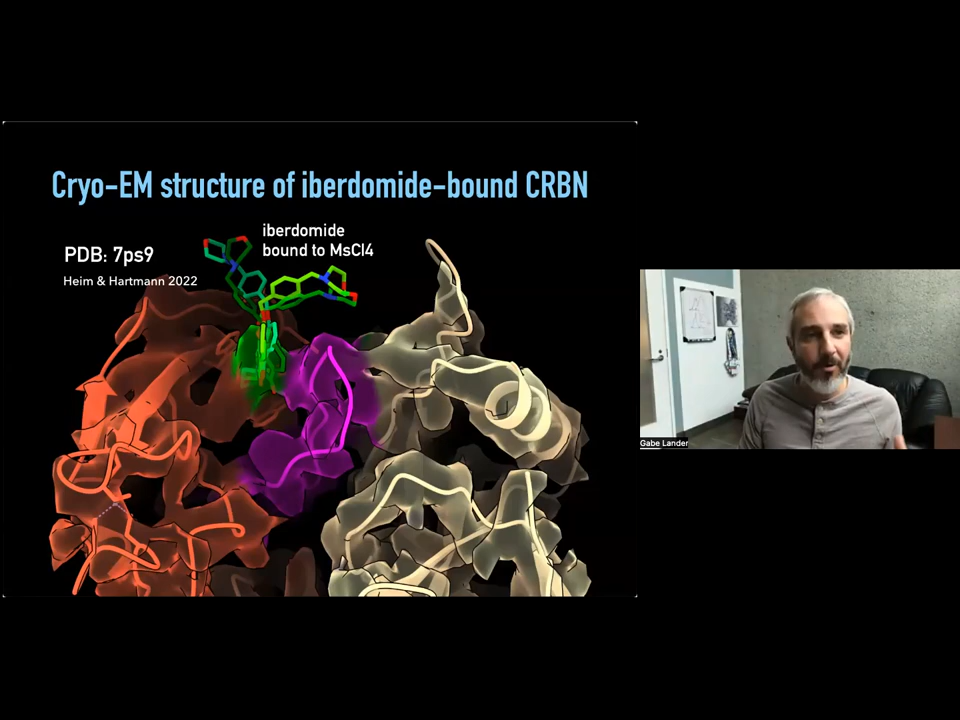 Cryo-EM structure of iberdomide-bound CRBN
iberdomide
bound to MsCI4
PDB: 7ps9
Heim & Hartmann 2022
Gabe Lander